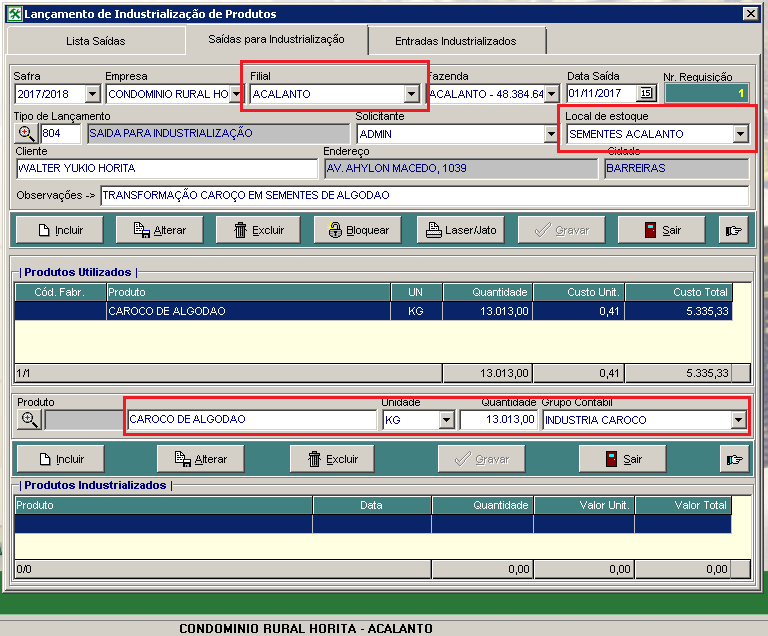 Lançamento de Industrialização de Produtos
Lista Saídas
Saídas para Industrialização
Entradas Industrializados
Safra Empresa Filial Fazenda Data Saída Nr. Requisição
2017/2018 CONDOMINIO RURAL HO ACALANTO ACALANTO - 48.384.64 01/11/2017 15 1
Tipo de Lançamento Solicitante Local de estoque
804 SAIDA PARA INDUSTRIALIZAÇÃO ADMIN SEMENTES ACALANTO
Cliente Endereço Cidade
WALTER YUKIO HORITA AV. AHYLON MACEDO, 1039 BARREIRAS
Observações -> TRANSFORMAÇÃO CAROÇO EM SEMENTES DE ALGODAO
Incluir Alterar Excluir Bloquear Laser/Jato Gravar Sair
| Produtos Utilizados |
Cód. Fabr. Produto UN Quantidade Custo Unit. Custo Total
CAROCO DE ALGODAO KG 13.013,00 0,41 5.335,33
1/1 13.013,00 0,41 5.335,33
Produto Unidade Quantidade Grupo Contabil
CAROCO DE ALGODAO KG 13.013,00 INDUSTRIA CAROCO
Incluir Alterar Excluir Gravar Sair
| Produtos Industrializados |
Produto Data Quantidade Valor Unit. Valor Total
0/0 0,00 0,00 0,00
CONDOMINIO RURAL HORITA - ACALANTO